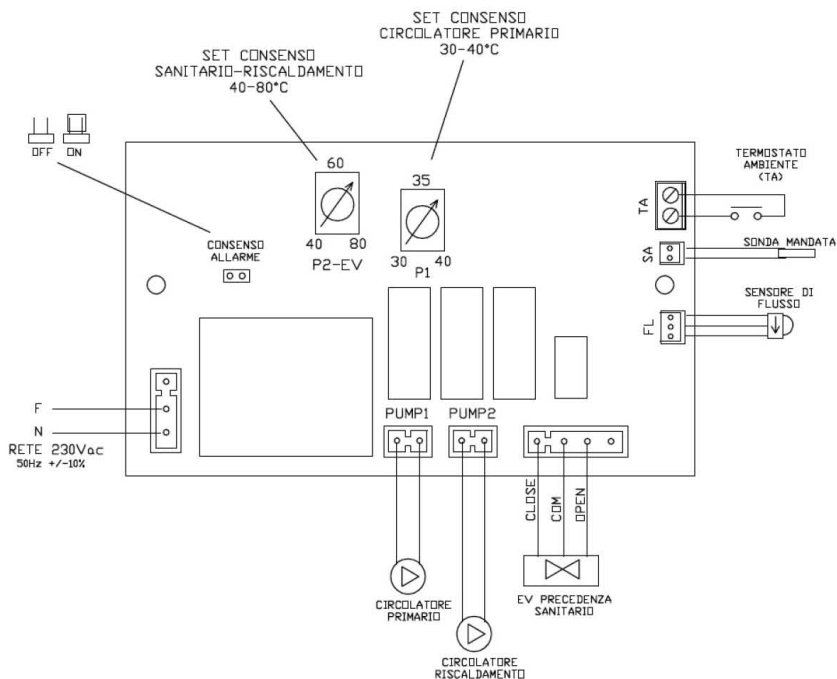 SET CONSENSO
CIRCOLATORE PRIMARIO
30-40°C
SET CONSENSO
SANITARIO-RISCALDAMENTO
40-80°C
OFF ON
60
40 80
P2-EV
35
30 40
P1
CONSENSO
ALLARME
TERMOSTATO
AMBIENTE
(TA)
TA
SONDA MANDATA
SA
SENSORE DI
FLUSSO
FL
F
N
RETE 230Vac
50Hz +/-10%
PUMP1 PUMP2
CLOSE
COM
OPEN
CIRCOLATORE
PRIMARIO
EV PRECEDENZA
SANITARIO
CIRCOLATORE
RISCALDAMENTO